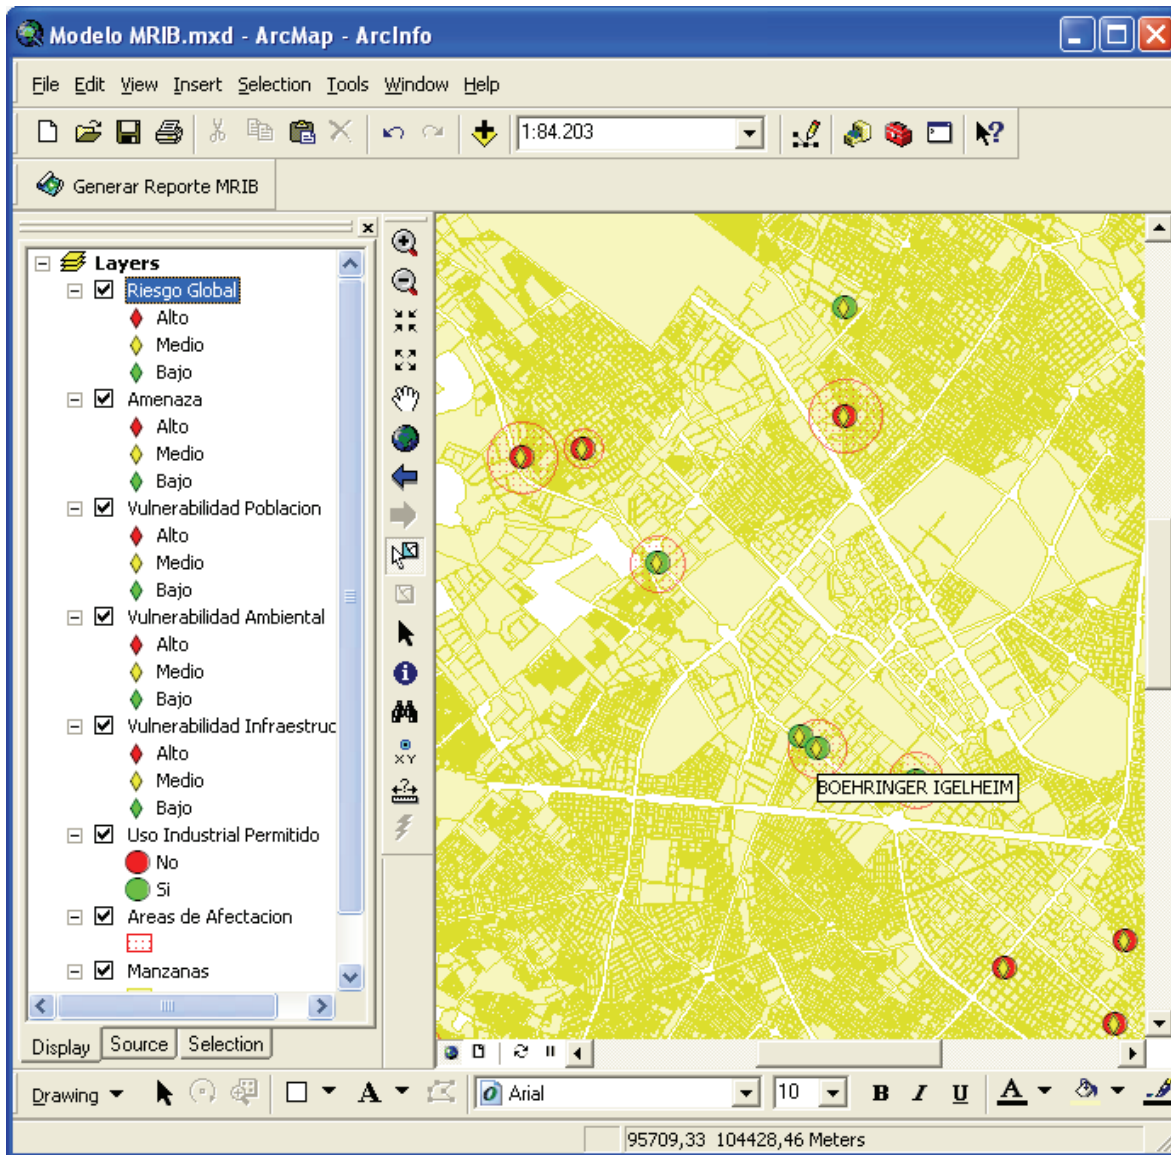 Modelo MRIB.mxd - ArcMap - ArcInfo
File Edit View Insert Selection Tools Window Help
1:84.203
Generar Reporte MRIB
Layers
Riesgo Global
Alto
Medio
Bajo
Amenaza
Alto
Medio
Bajo
Vulnerabilidad Poblacion
Alto
Medio
Bajo
Vulnerabilidad Ambiental
Alto
Medio
Bajo
Vulnerabilidad Infraestruc
Alto
Medio
Bajo
Uso Industrial Permitido
No
Si
Areas de Afectacion
Manzanas
XY
BOEHRINGER IGELHEIM
Display Source Selection
Drawing A Arial 10 B I U A
95709,33 104428,46 Meters